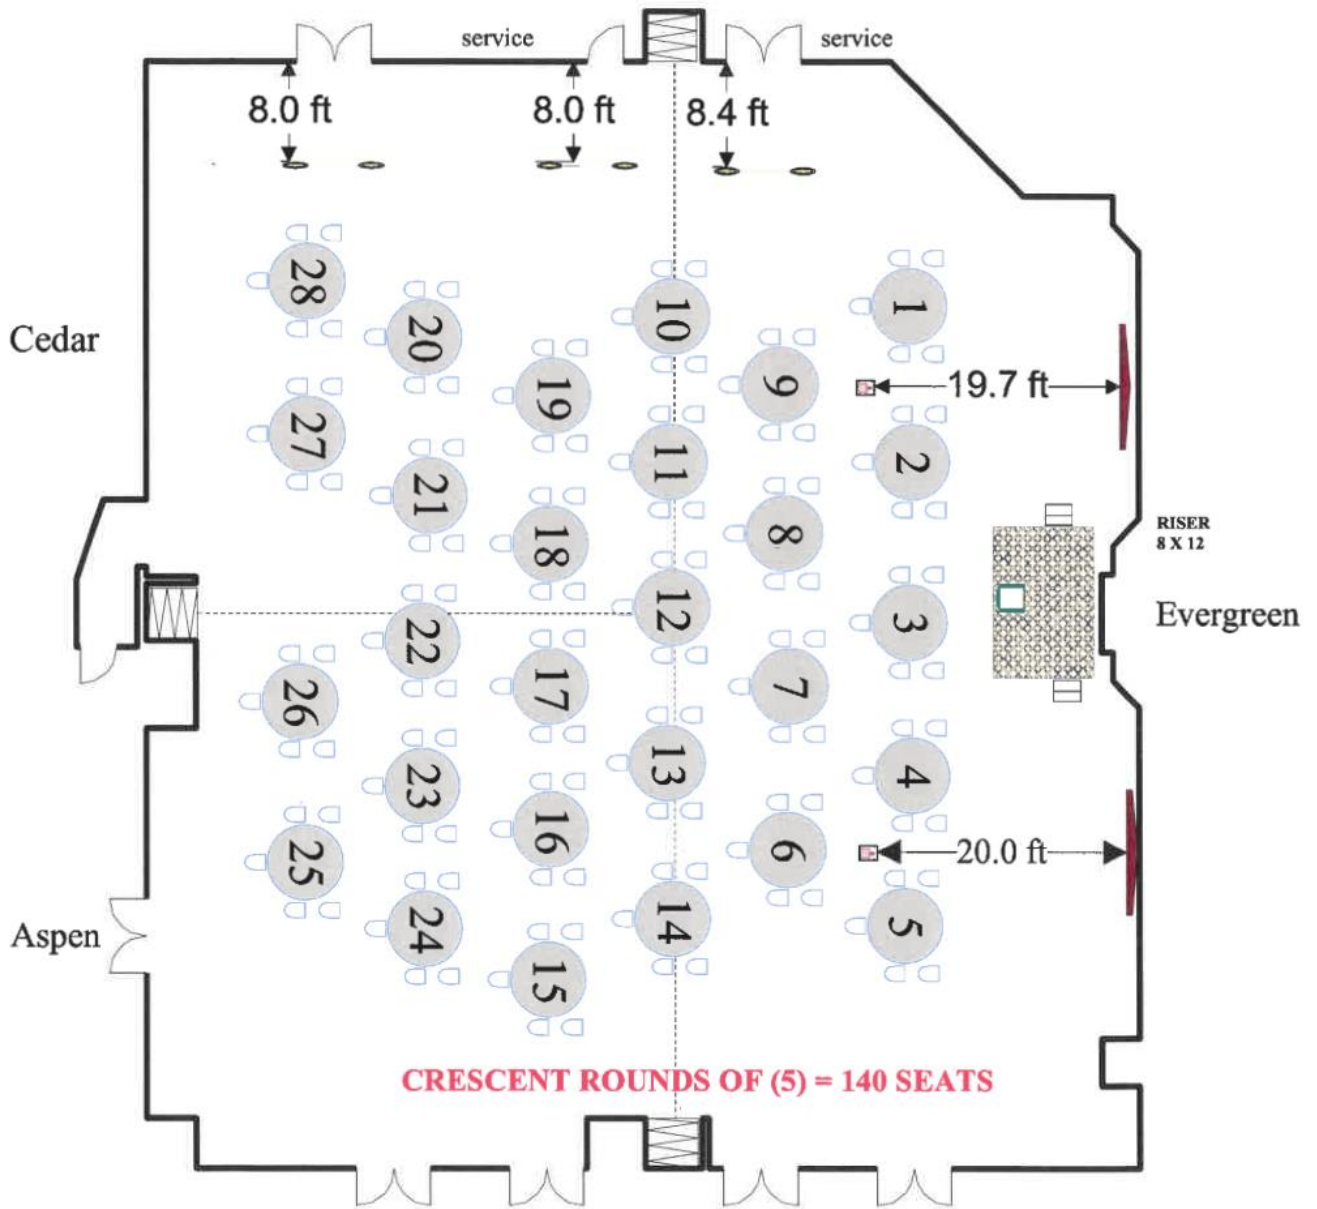 service
service
8.0 ft
8.0 ft
8.4 ft
28
20
10
1
Cedar
19
9
19.7 ft
27
21
11
2
18
8
RISER
8 X 12
22
12
3
Evergreen
26
17
7
23
13
4
25
16
6
20.0 ft
24
14
5
Aspen
15
CRESCENT ROUNDS OF (5) = 140 SEATS